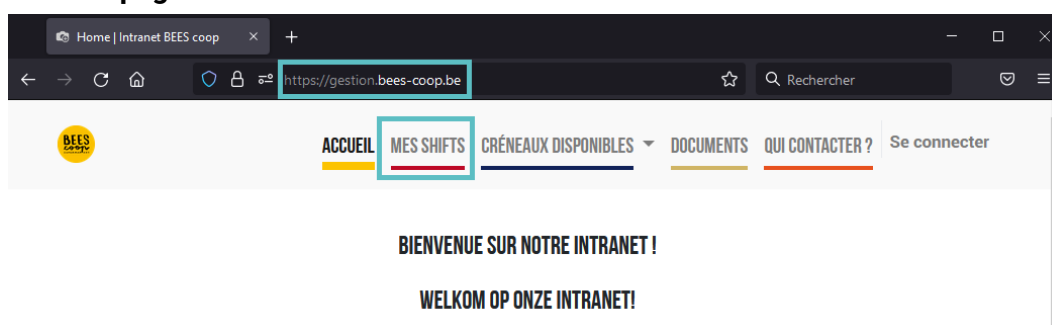 Home | Intranet BEES coop
https://gestion.bees-coop.be
Rechercher
BEES
coop
ACCUEIL MES SHIFTS CRÉNEAUX DISPONIBLES DOCUMENTS QUI CONTACTER ? Se connecter
BIENVENUE SUR NOTRE INTRANET !
WELKOM OP ONZE INTRANET!